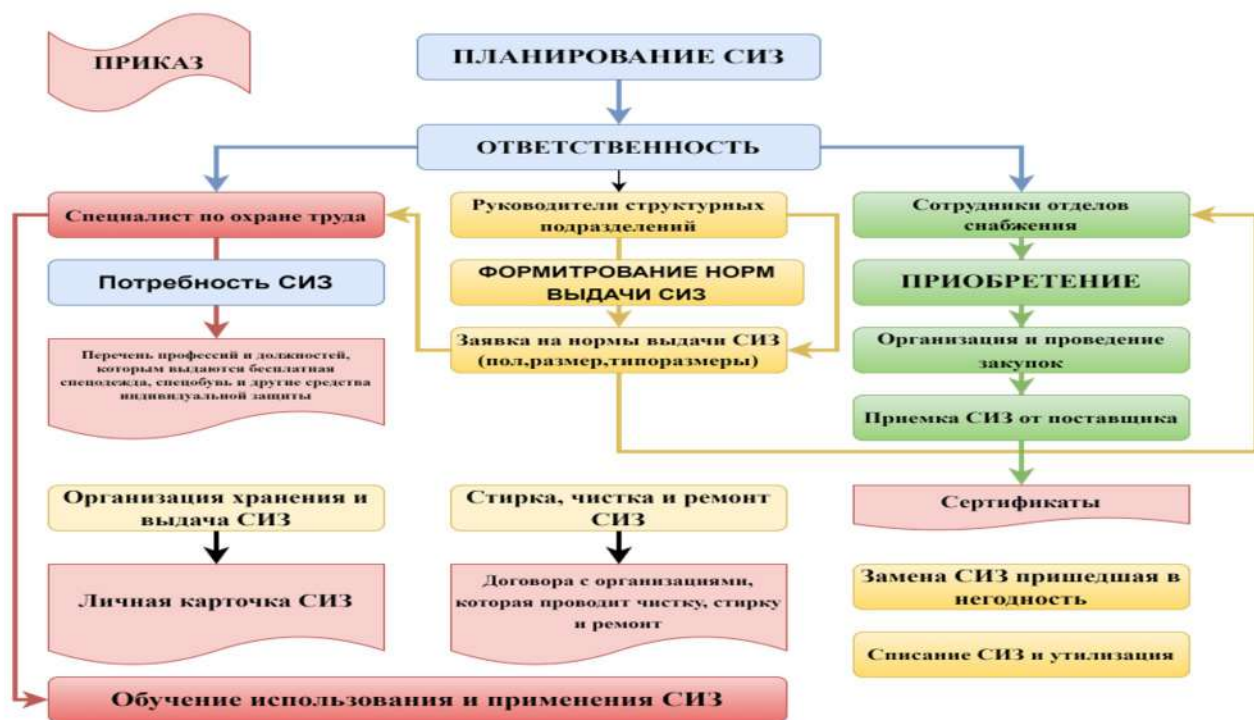 ПРИКАЗ
ПЛАНИРОВАНИЕ СИЗ
ОТВЕТСТВЕННОСТЬ
Специалист по охране труда
Потребность СИЗ
Перечень профессий и должностей,
которым выдаются бесплатная
спецодежда, спецобувь и другие средства
индивидуальной защиты
Руководители структурных
подразделений
ФОРМИТРОВАНИЕ НОРМ
ВЫДАЧИ СИЗ
Заявка на нормы выдачи СИЗ
(пол,размер,типоразмеры)
Сотрудники отделов
снабжения
ПРИОБРЕТЕНИЕ
Организация и проведение
закупок
Приемка СИЗ от поставщика
Сертификаты
Организация хранения и
выдача СИЗ
Личная карточка СИЗ
Стирка, чистка и ремонт
СИЗ
Договора с организациями,
которая проводит чистку, стирку
и ремонт
Замена СИЗ пришедшая в
негодность
Списание СИЗ и утилизация
Обучение использования и применения СИЗ